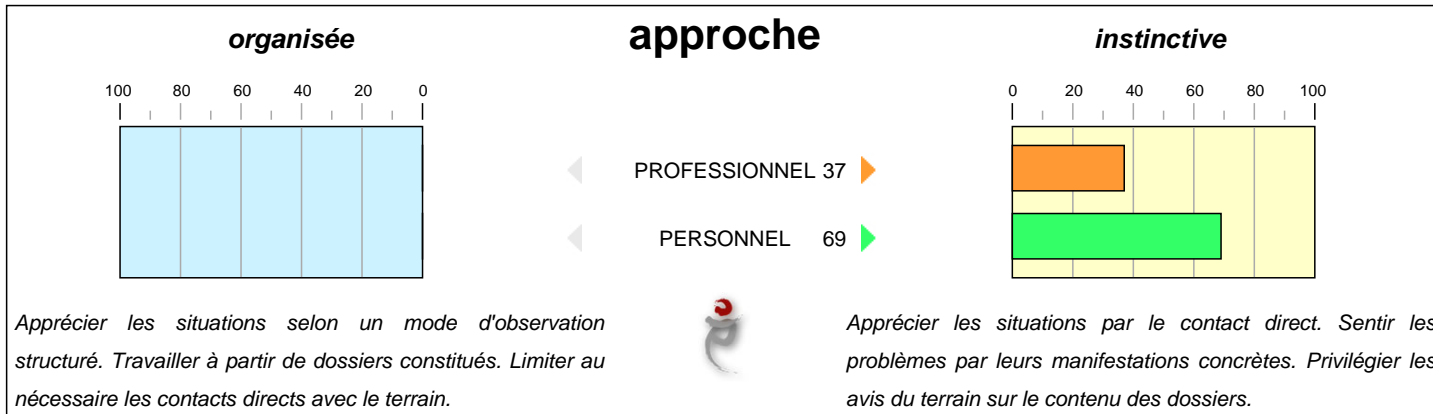 organisée
approche
instinctive
100 80 60 40 20 0
0 20 40 60 80 100
PROFESSIONNEL 37
PERSONNEL 69
Apprécier les situations selon un mode d'observation
structuré. Travailler à partir de dossiers constitués. Limiter au
nécessaire les contacts directs avec le terrain.
Apprécier les situations par le contact direct. Sentir les
problèmes par leurs manifestations concrètes. Privilégier les
avis du terrain sur le contenu des dossiers.